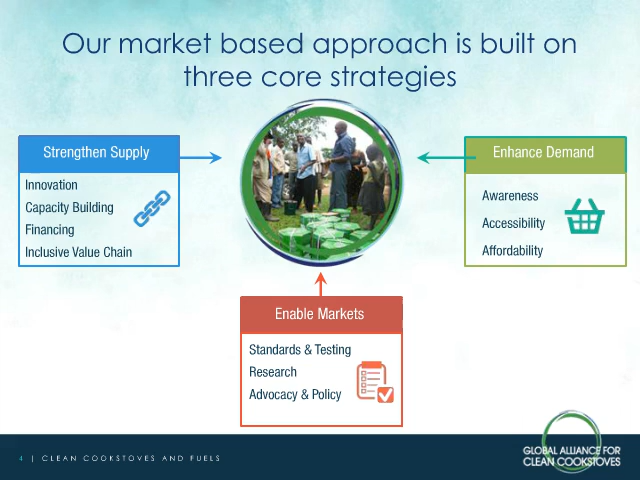 Our market based approach is built on
three core strategies
Strengthen Supply
Innovation
Capacity Building
Financing
Inclusive Value Chain
Enhance Demand
Awareness
Accessibility
Affordability
Enable Markets
Standards & Testing
Research
Advocacy & Policy
4 | CLEAN COOKSTOVES AND FUELS
GLOBAL ALLIANCE FOR
CLEAN COOKSTOVES